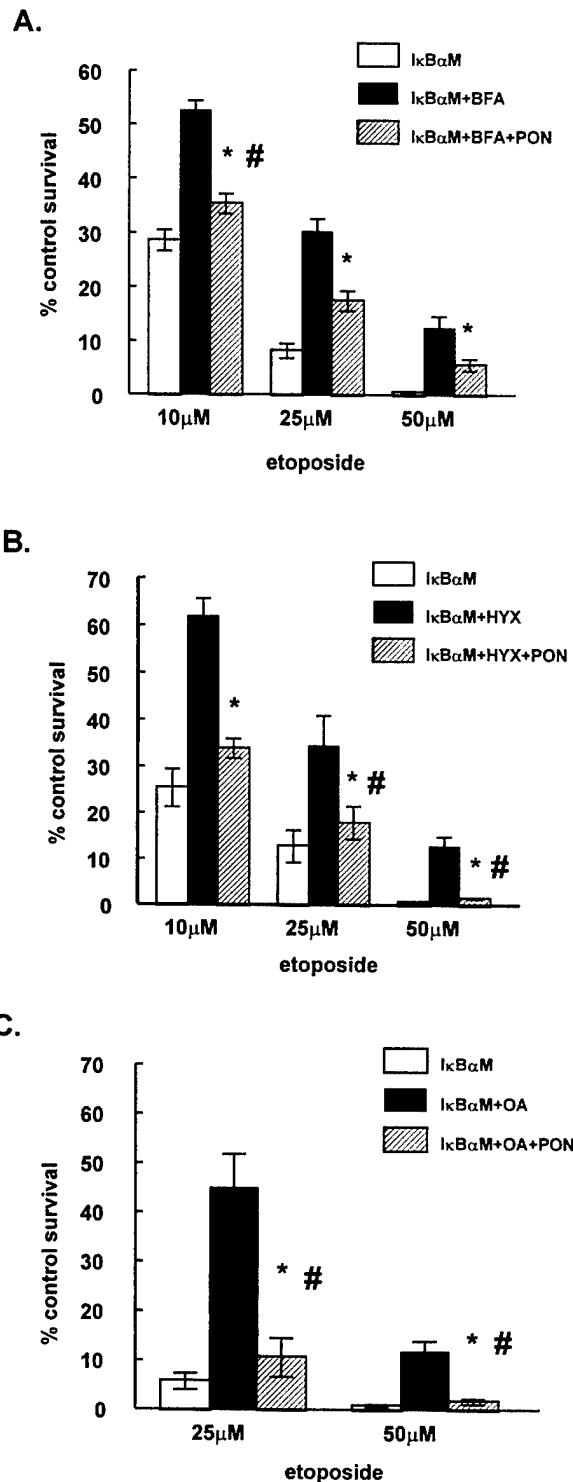 A.
IκBαM
IκBαM+BFA
IκBαM+BFA+PON
% control survival
60
50
40
30
20
10
0
* #
*
*
10μM 25μM 50μM
etoposide
B.
IκBαM
IκBαM+HYX
IκBαM+HYX+PON
% control survival
70
60
50
40
30
20
10
0
*
* #
* #
10μM 25μM 50μM
etoposide
C.
IκBαM
IκBαM+OA
IκBαM+OA+PON
% control survival
70
60
50
40
30
20
10
0
* #
* #
25μM 50μM
etoposide